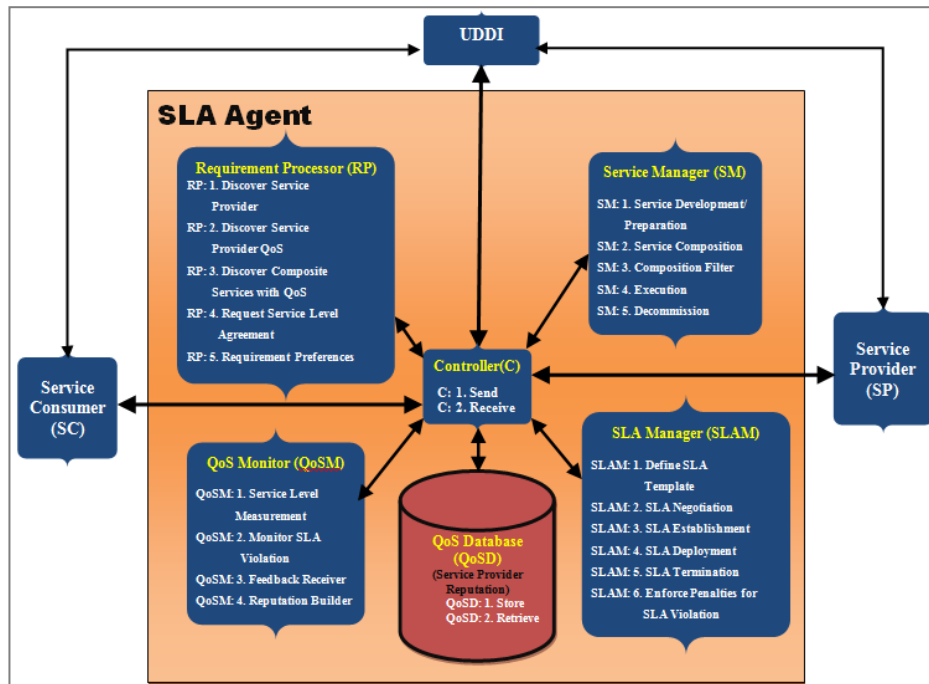 UDDI
SLA Agent
Requirement Processor (RP)
RP: 1. Discover Service
Provider
RP: 2. Discover Service
Provider QoS
RP: 3. Discover Composite
Services with QoS
RP: 4. Request Service Level
Agreement
RP: 5. Requirement Preferences
Service Manager (SM)
SM: 1. Service Development/
Preparation
SM: 2. Service Composition
SM: 3. Composition Filter
SM: 4. Execution
SM: 5. Decommission
Controller(C)
C: 1. Send
C: 2. Receive
Service
Consumer
(SC)
Service
Provider
(SP)
QoS Monitor (QoSM)
QoSM: 1. Service Level
Measurement
QoSM: 2. Monitor SLA
Violation
QoSM: 3. Feedback Receiver
QoSM: 4. Reputation Builder
QoS Database
(QoSD)
(Service Provider
Reputation)
QoSD: 1. Store
QoSD: 2. Retrieve
SLA Manager (SLAM)
SLAM: 1. Define SLA
Template
SLAM: 2. SLA Negotiation
SLAM: 3. SLA Establishment
SLAM: 4. SLA Deployment
SLAM: 5. SLA Termination
SLAM: 6. Enforce Penalties for
SLA Violation